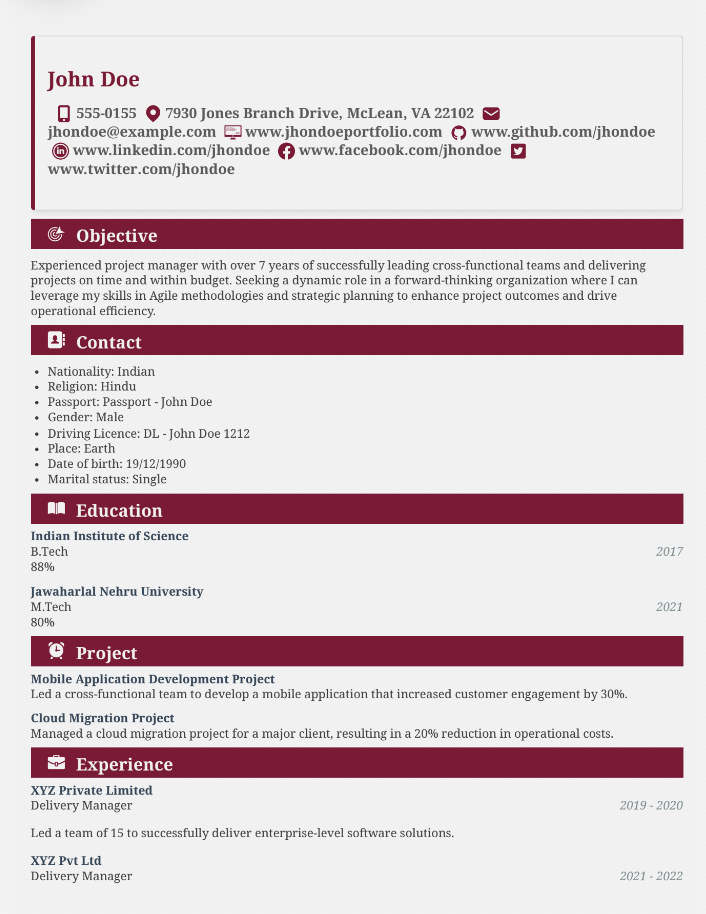 John Doe
555-0155 7930 Jones Branch Drive, McLean, VA 22102
jhondoe@example.com www.jhondoeportfolio.com www.github.com/jhondoe
www.linkedin.com/jhondoe www.facebook.com/jhondoe
www.twitter.com/jhondoe
Objective
Experienced project manager with over 7 years of successfully leading cross-functional teams and delivering
projects on time and within budget. Seeking a dynamic role in a forward-thinking organization where I can
leverage my skills in Agile methodologies and strategic planning to enhance project outcomes and drive
operational efficiency.
Contact
• Nationality: Indian
• Religion: Hindu
• Passport: Passport - John Doe
• Gender: Male
• Driving Licence: DL - John Doe 1212
• Place: Earth
• Date of birth: 19/12/1990
• Marital status: Single
Education
Indian Institute of Science
B.Tech 2017
88%
Jawaharlal Nehru University
M.Tech 2021
80%
Project
Mobile Application Development Project
Led a cross-functional team to develop a mobile application that increased customer engagement by 30%.
Cloud Migration Project
Managed a cloud migration project for a major client, resulting in a 20% reduction in operational costs.
Experience
XYZ Private Limited
Delivery Manager 2019 - 2020
Led a team of 15 to successfully deliver enterprise-level software solutions.
XYZ Pvt Ltd
Delivery Manager 2021 - 2022